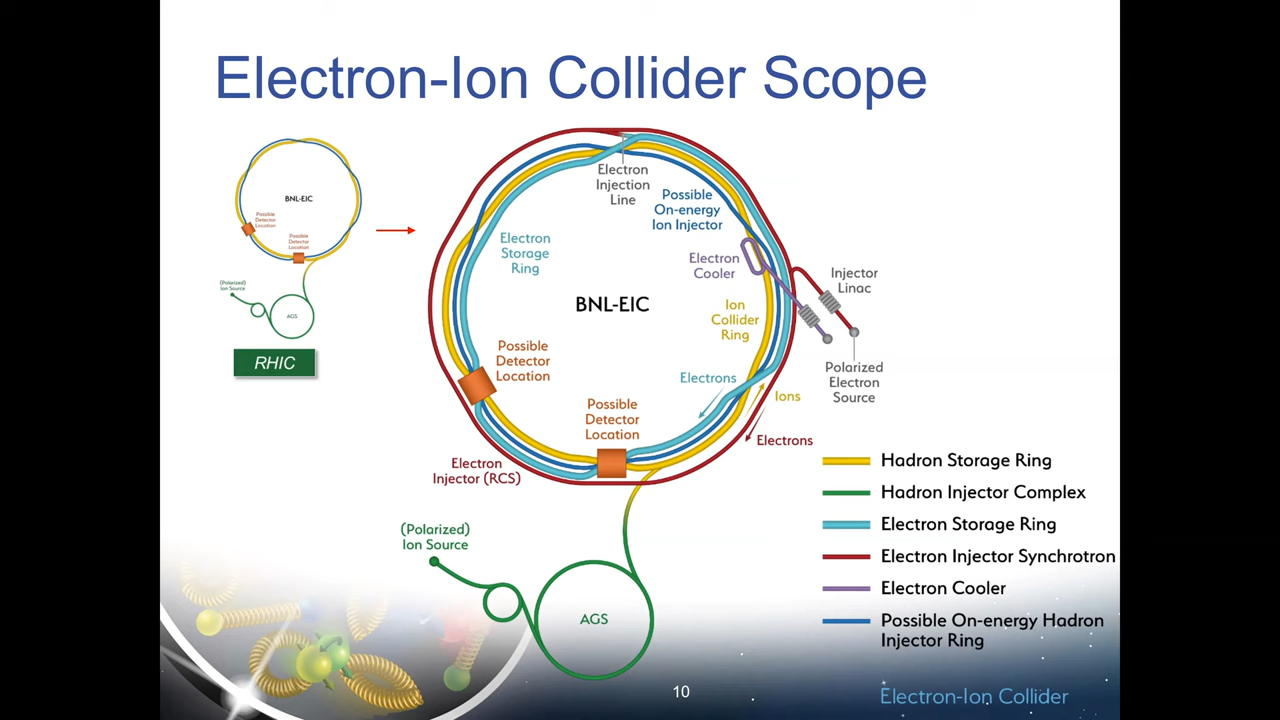 Electron-Ion Collider Scope
BNL-EIC
Possible
Detector
Location
Possible
Detector
Location
(Polarized)
Ion Source
AGS
RHIC
Electron
Injection
Line
Possible
On-energy
Ion Injector
Electron
Storage
Ring
Electron
Cooler
Injector
Linac
BNL-EIC
Ion
Collider
Ring
Possible
Detector
Location
Electrons
Polarized
Electron
Source
Ions
Possible
Detector
Location
Electrons
Electron
Injector (RCS)
(Polarized)
Ion Source
AGS
Hadron Storage Ring
Hadron Injector Complex
Electron Storage Ring
Electron Injector Synchrotron
Electron Cooler
Possible On-energy Hadron
Injector Ring
10
Electron-Ion Collider